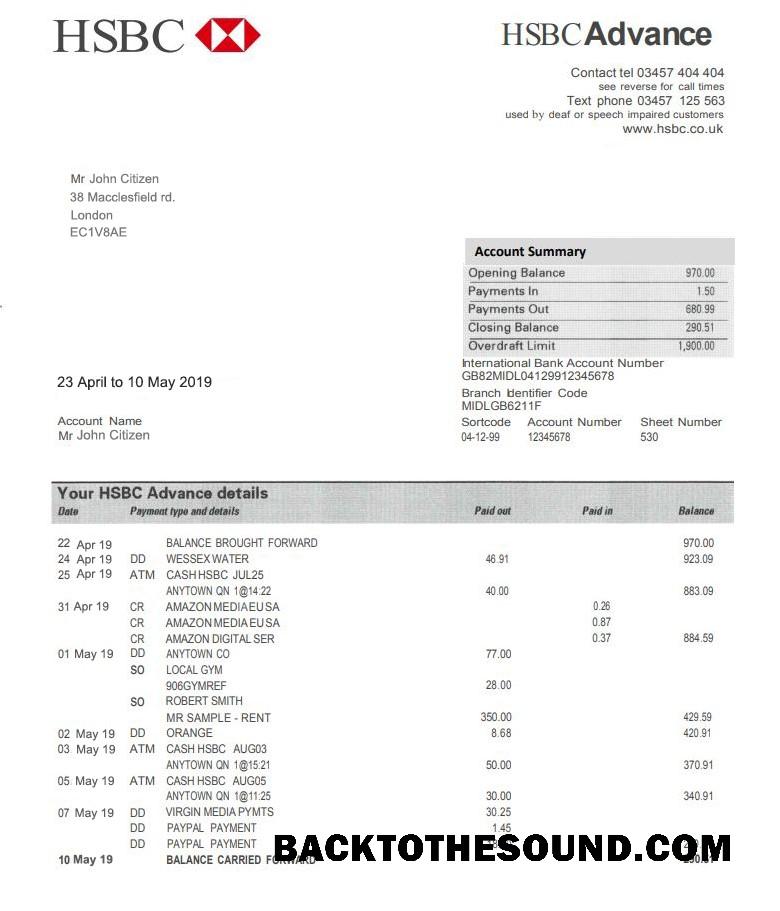 HSBC
HSBC Advance
Contact tel 03457 404 404
see reverse for call times
Text phone 03457 125 563
used by deaf or speech impaired customers
www.hsbc.co.uk
Mr John Citizen
38 Macclesfield rd.
London
EC1V8AE
Account Summary
Opening Balance 970.00
Payments In 1.50
Payments Out 680.99
Closing Balance 290.51
Overdraft Limit 1,900.00
International Bank Account Number
GB82MIDL04129912345678
Branch Identifier Code
MIDLGB6211F
Sortcode Account Number Sheet Number
04-12-99 12345678 530
23 April to 10 May 2019
Account Name
Mr John Citizen
Your HSBC Advance details
Date Payment type and details Paid out Paid in Balance
22 Apr 19 BALANCE BROUGHT FORWARD 970.00
24 Apr 19 DD WESSEX WATER 46.91 923.09
25 Apr 19 ATM CASH HSBC JUL25
ANYTOWN QN 1@14:22 40.00 883.09
31 Apr 19 CR AMAZON MEDIA EU SA 0.26
CR AMAZON MEDIA EU SA 0.87
CR AMAZON DIGITAL SER 0.37 884.59
01 May 19 DD ANYTOWN CO 77.00
SO LOCAL GYM
906GYMREF 28.00
SO ROBERT SMITH
MR SAMPLE - RENT 350.00 429.59
02 May 19 DD ORANGE 8.68 420.91
03 May 19 ATM CASH HSBC AUG03
ANYTOWN QN 1@15:21 50.00 370.91
05 May 19 ATM CASH HSBC AUG05
ANYTOWN QN 1@11:25 30.00 340.91
07 May 19 DD VIRGIN MEDIA PYMTS 30.25
DD PAYPAL PAYMENT 1.45
DD PAYPAL PAYMENT
10 May 19 BALANCE CARRIED FORWARD
BACKTOTHESOUND.COM